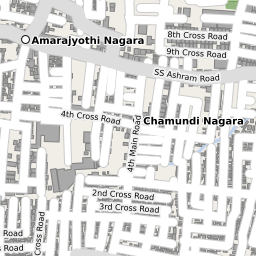 8th Cross Road
Amarajyothi Nagara
9th Cross Road
SS Ashram Road
4th Cross Road
Chamundi Nagara
4th Main Road
2nd Cross Road
3rd Cross Road
Road
Cross Road
s Road